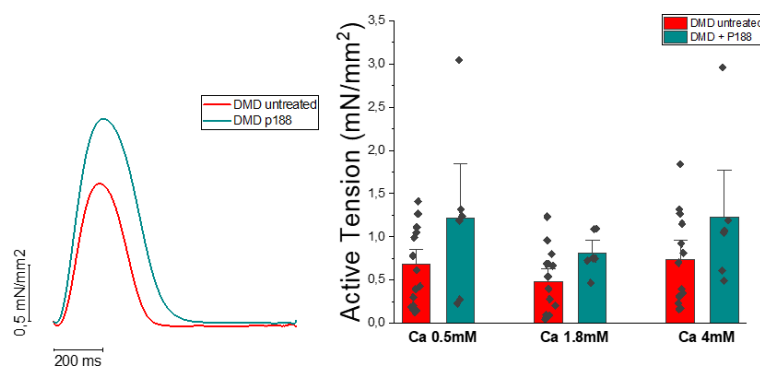 DMD untreated
DMD p188
0,5 mN/mm2
200 ms
Active Tension (mN/mm²)
3,5
3,0
2,5
2,0
1,5
1,0
0,5
0,0
DMD untreated
DMD + P188
Ca 0.5mM
Ca 1.8mM
Ca 4mM